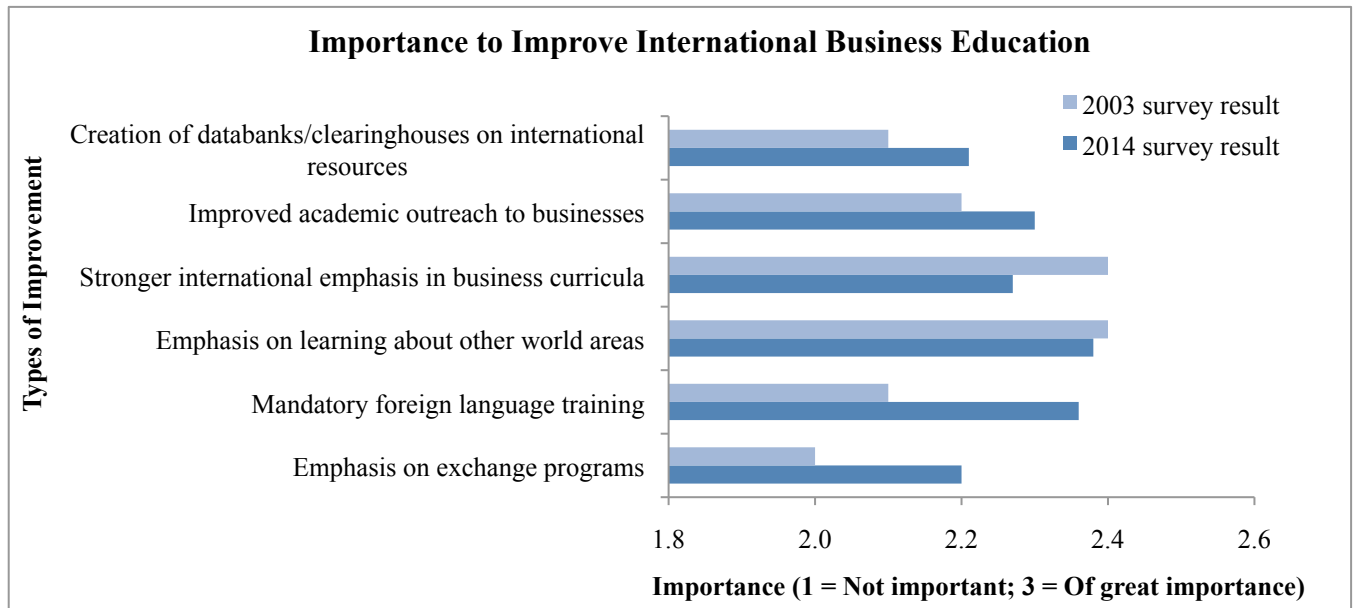 Importance to Improve International Business Education
2003 survey result
2014 survey result
Types of Improvement
Creation of databanks/clearinghouses on international
resources
Improved academic outreach to businesses
Stronger international emphasis in business curricula
Emphasis on learning about other world areas
Mandatory foreign language training
Emphasis on exchange programs
1.8 2.0 2.2 2.4 2.6
Importance (1 = Not important; 3 = Of great importance)